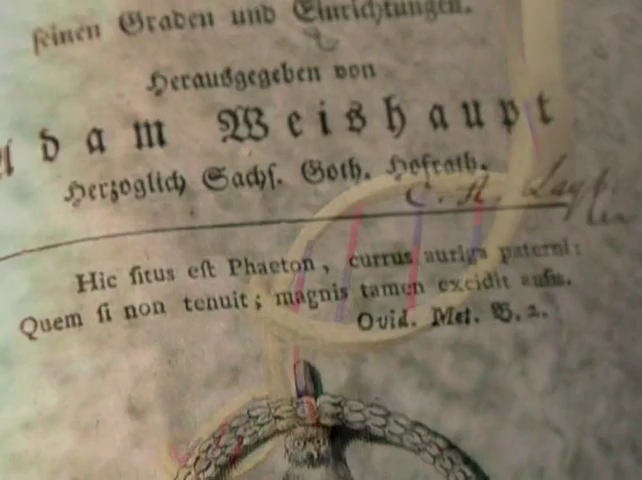 seinen Graden und Einrichtungen.
Herausgegeben von
Adam Weishaupt
Herzoglich Sachs. Goth. Hofrath.
Hic situs est Phaeton, currus auriga paterni:
Quem si non tenuit; magnis tamen excidit ausis.
Ovid. Met. B. 2.